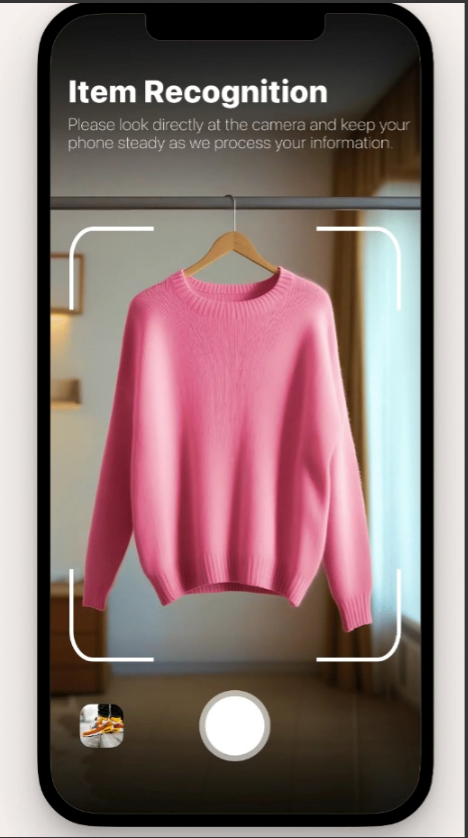 Item Recognition
Please look directly at the camera and keep your
phone steady as we process your information.